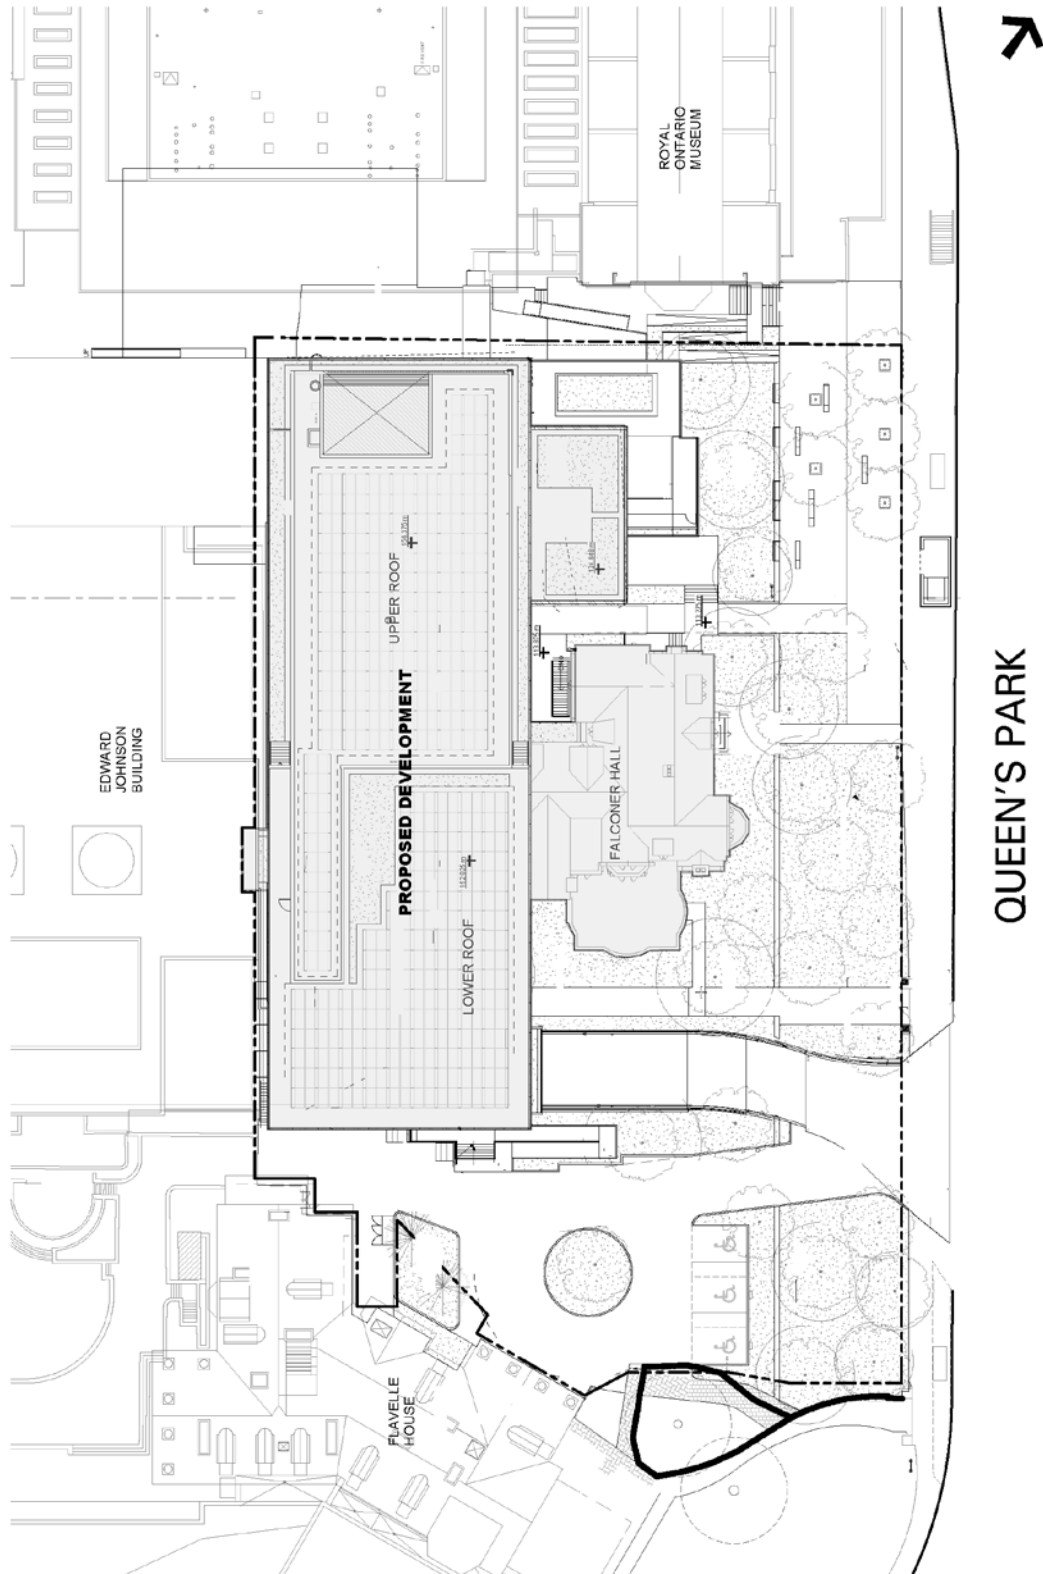 ROYAL
ONTARIO
MUSEUM
UPPER ROOF
PROPOSED DEVELOPMENT
EDWARD
JOHNSON
BUILDING
FALCONER HALL
LOWER ROOF
QUEEN'S PARK
FLAVELLE
HOUSE